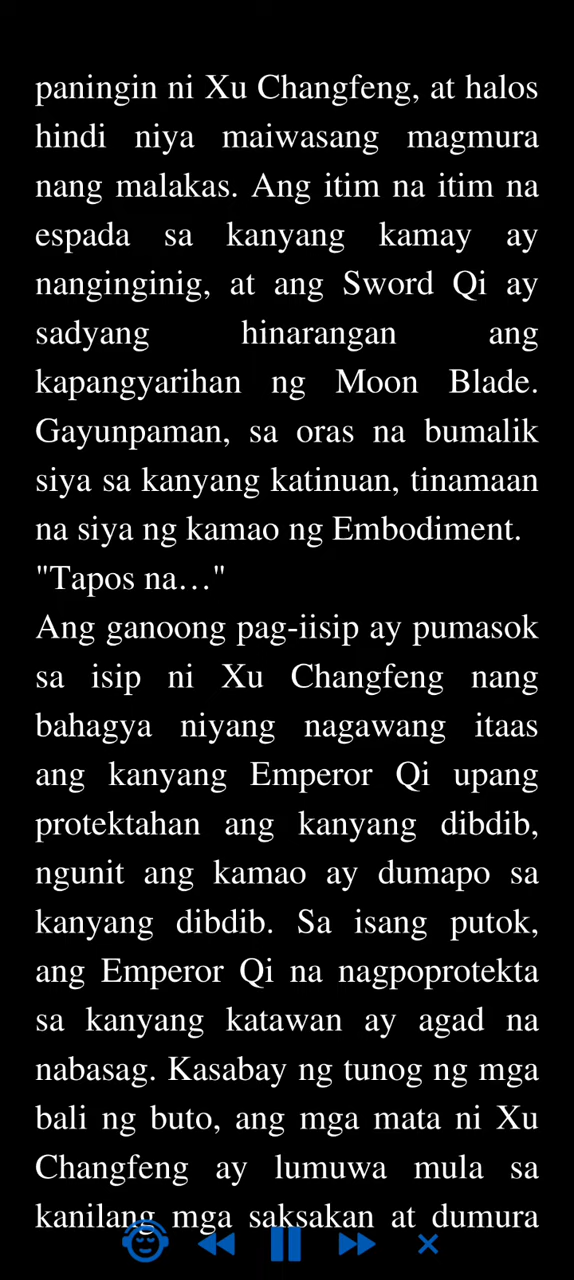 paningin ni Xu Changfeng, at halos
hindi niya maiwasang magmura
nang malakas. Ang itim na itim na
espada sa kanyang kamay ay
nanginginig, at ang Sword Qi ay
sadyang hinarangan ang
kapangyarihan ng Moon Blade.
Gayunpaman, sa oras na bumalik
siya sa kanyang katinuan, tinamaan
na siya ng kamao ng Embodiment.
"Tapos na…"
Ang ganoong pag-iisip ay pumasok
sa isip ni Xu Changfeng nang
bahagya niyang nagawang itaas
ang kanyang Emperor Qi upang
protektahan ang kanyang dibdib,
ngunit ang kamao ay dumapo sa
kanyang dibdib. Sa isang putok,
ang Emperor Qi na nagpoprotekta
sa kanyang katawan ay agad na
nabasag. Kasabay ng tunog ng mga
bali ng buto, ang mga mata ni Xu
Changfeng ay lumuwa mula sa
kanilang mga saksakan at dumura